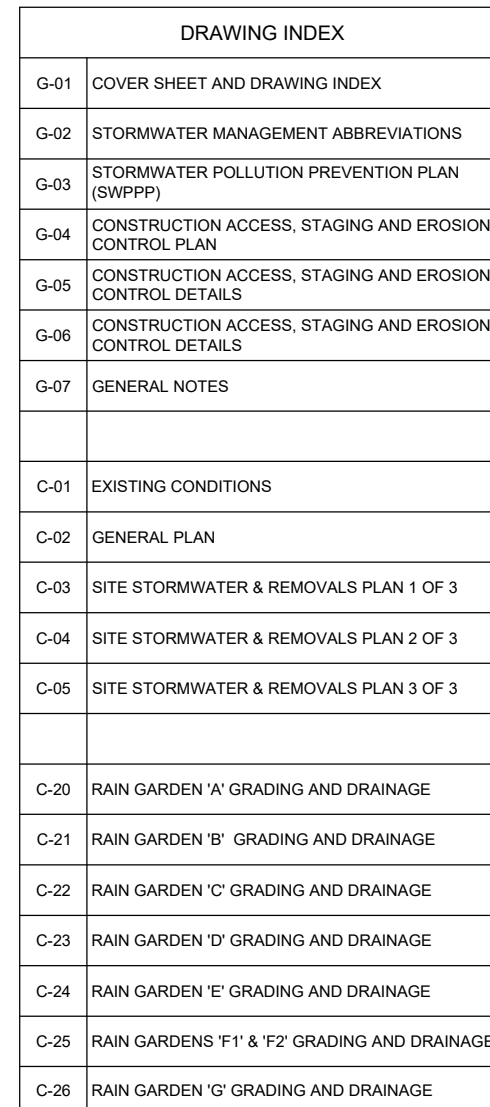 DRAWING INDEX
G-01 COVER SHEET AND DRAWING INDEX
G-02 STORMWATER MANAGEMENT ABBREVIATIONS
G-03 STORMWATER POLLUTION PREVENTION PLAN
(SWPPP)
G-04 CONSTRUCTION ACCESS, STAGING AND EROSION
CONTROL PLAN
G-05 CONSTRUCTION ACCESS, STAGING AND EROSION
CONTROL DETAILS
G-06 CONSTRUCTION ACCESS, STAGING AND EROSION
CONTROL DETAILS
G-07 GENERAL NOTES
C-01 EXISTING CONDITIONS
C-02 GENERAL PLAN
C-03 SITE STORMWATER & REMOVALS PLAN 1 OF 3
C-04 SITE STORMWATER & REMOVALS PLAN 2 OF 3
C-05 SITE STORMWATER & REMOVALS PLAN 3 OF 3
C-20 RAIN GARDEN 'A' GRADING AND DRAINAGE
C-21 RAIN GARDEN 'B' GRADING AND DRAINAGE
C-22 RAIN GARDEN 'C' GRADING AND DRAINAGE
C-23 RAIN GARDEN 'D' GRADING AND DRAINAGE
C-24 RAIN GARDEN 'E' GRADING AND DRAINAGE
C-25 RAIN GARDENS 'F1' & 'F2' GRADING AND DRAINAGE
C-26 RAIN GARDEN 'G' GRADING AND DRAINAGE